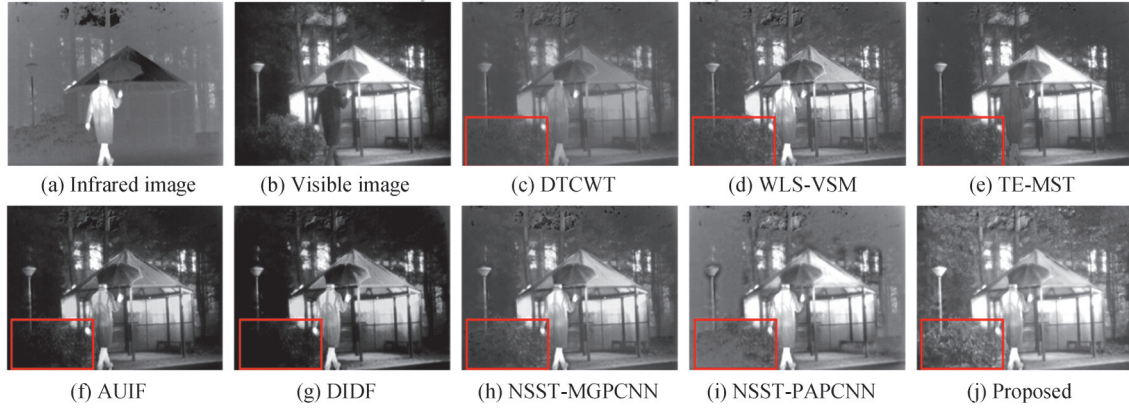 (a) Infrared image (b) Visible image (c) DTCWT (d) WLS-VSM (e) TE-MST
(f) AUIF (g) DIDF (h) NSST-MGPCNN (i) NSST-PAPCNN (j) Proposed